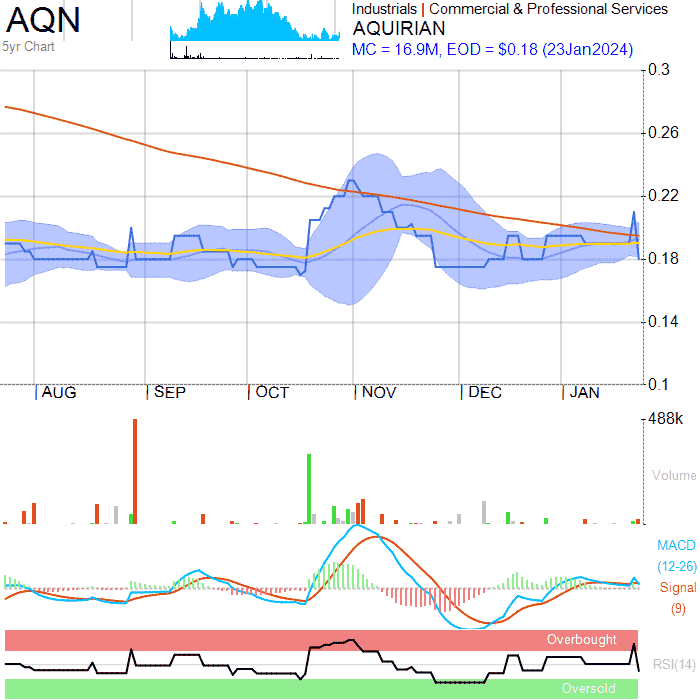 AQN
5yr Chart
Industrials | Commercial & Professional Services
AQUIRIAN
MC = 16.9M, EOD = $0.18 (23Jan2024)
0.3
0.26
0.22
0.18
0.14
0.1
AUG SEP OCT NOV DEC JAN
488k
Volume
MACD
(12-26)
Signal
(9)
Overbought
RSI(14)
Oversold